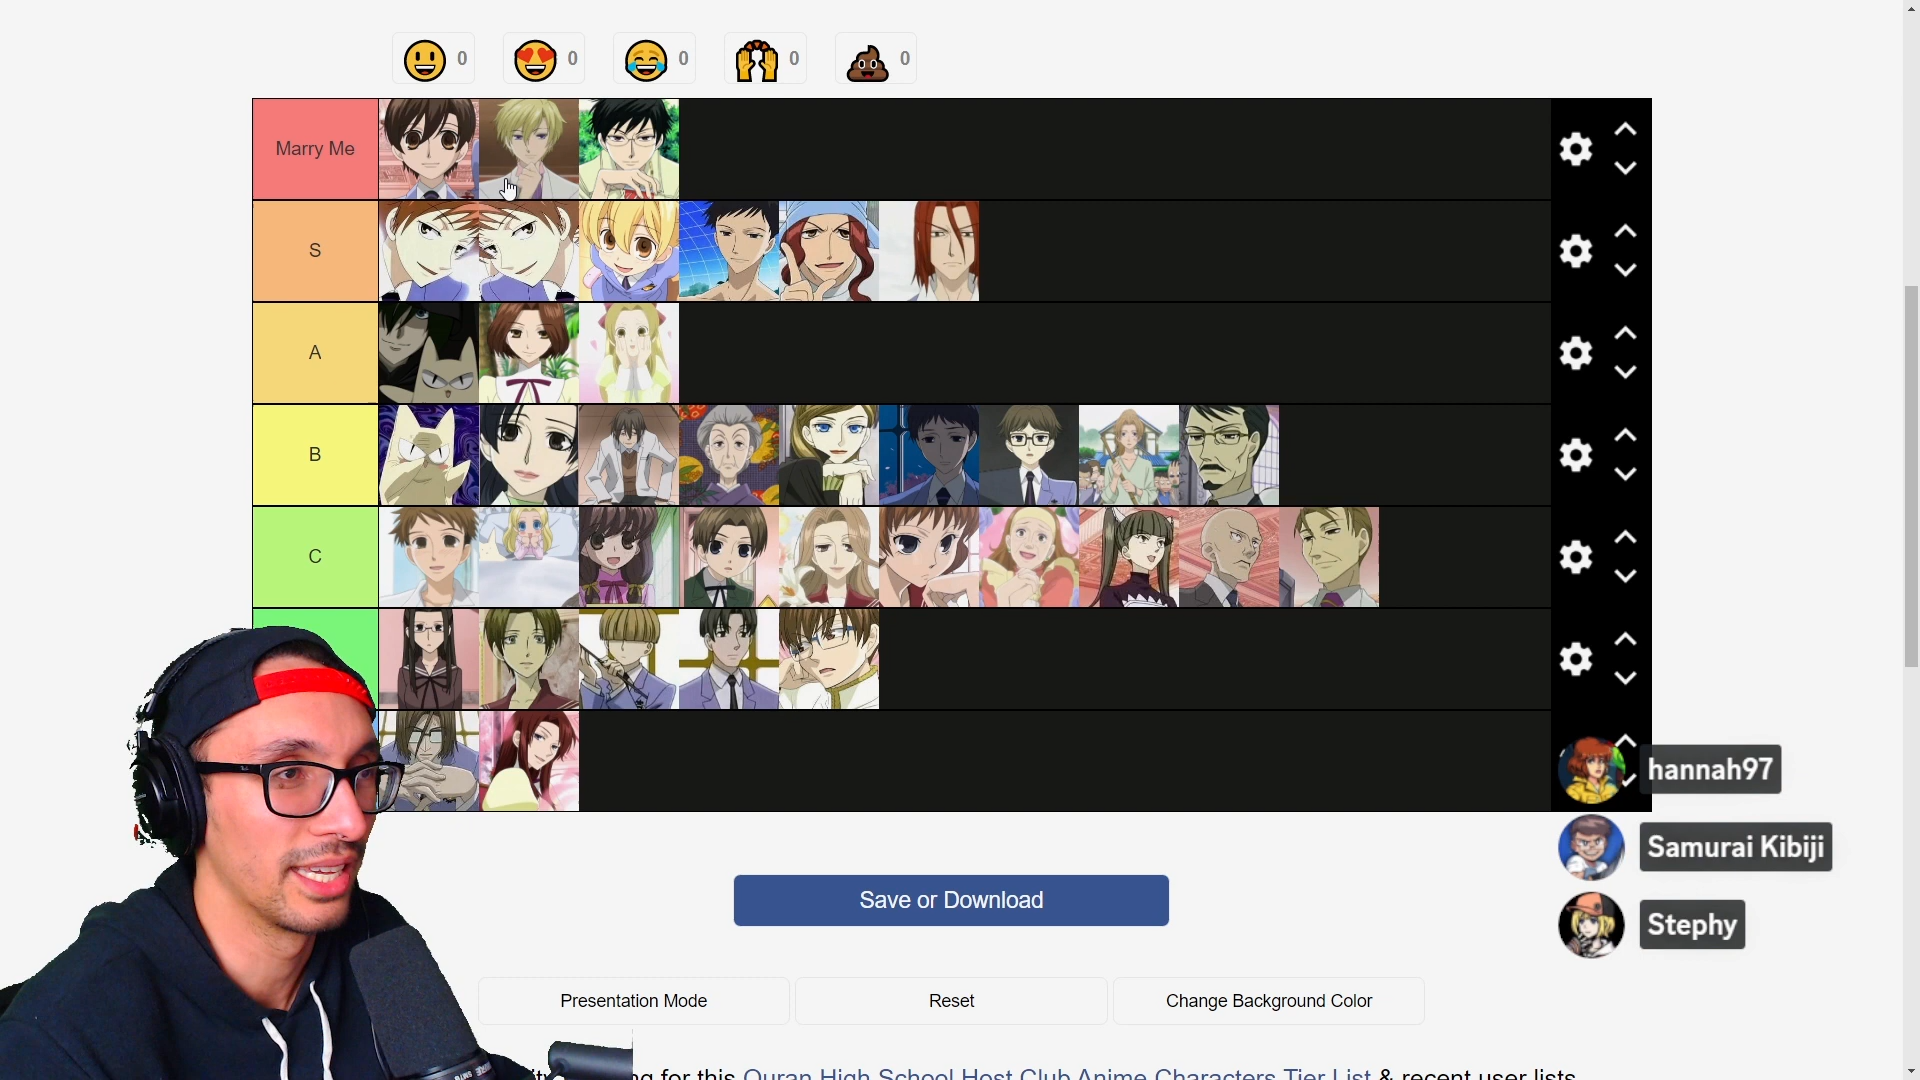 0 0 0 0 0
Marry Me
S
A
B
C
hannah97
Samurai Kibiji
Stephy
Save or Download
Presentation Mode Reset Change Background Color
for this Ouran High School Host Club Anime Characters Tier List & recent user lists